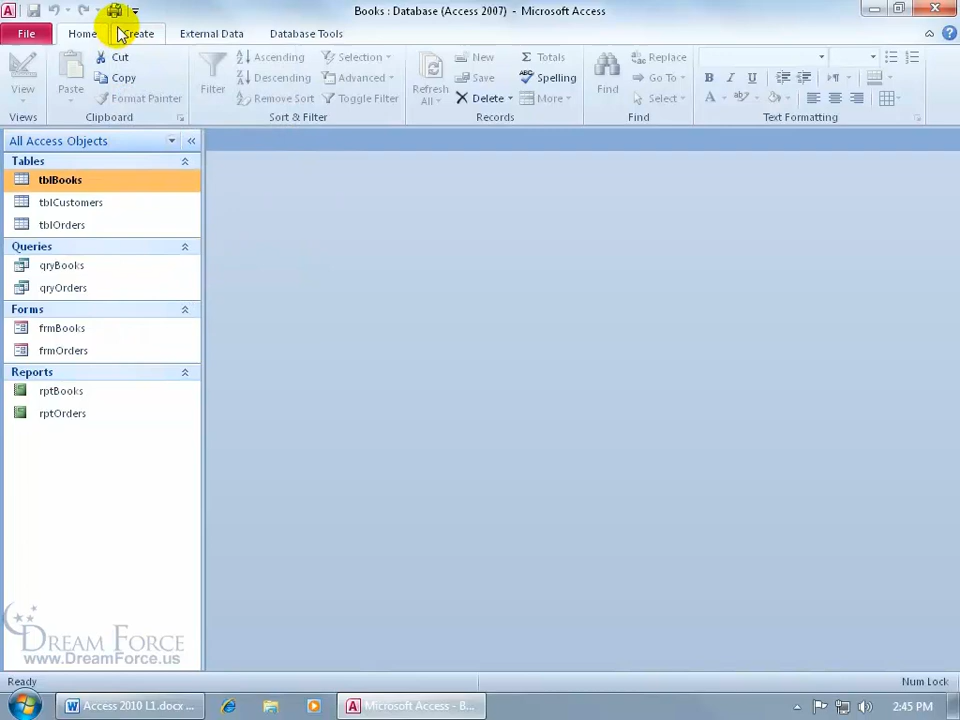 Books : Database (Access 2007) - Microsoft Access
File Home Create External Data Database Tools
View
Views
Paste
Cut
Copy
Format Painter
Clipboard
Filter
Ascending
Descending
Remove Sort
Selection
Advanced
Toggle Filter
Sort & Filter
Refresh
All
New
Save
Delete
Totals
Spelling
More
Records
Find
Replace
Go To
Select
Find
B I U
A
ab
Text Formatting
All Access Objects
Tables
tblBooks
tblCustomers
tblOrders
Queries
qryBooks
qryOrders
Forms
frmBooks
frmOrders
Reports
rptBooks
rptOrders
DREAM FORCE
www.DreamForce.us
Ready
Num Lock
Access 2010 L1.docx ...
Microsoft Access - B...
2:45 PM